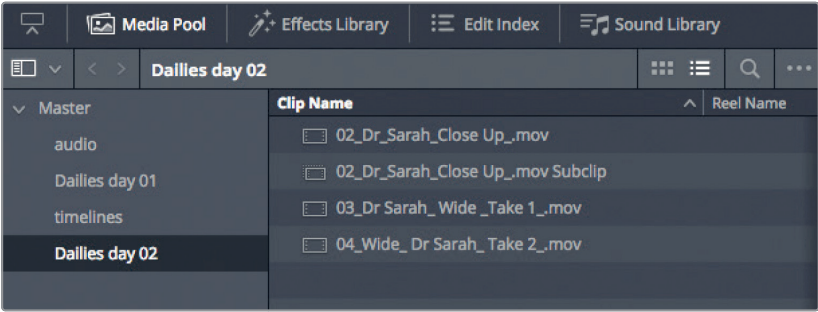 Media Pool Effects Library Edit Index Sound Library
Dailies day 02
Master
audio
Dailies day 01
timelines
Dailies day 02
Clip Name Reel Name
02_Dr_Sarah_Close Up_.mov
02_Dr_Sarah_Close Up_.mov Subclip
03_Dr Sarah_ Wide _Take 1_.mov
04_Wide_ Dr Sarah_ Take 2_.mov